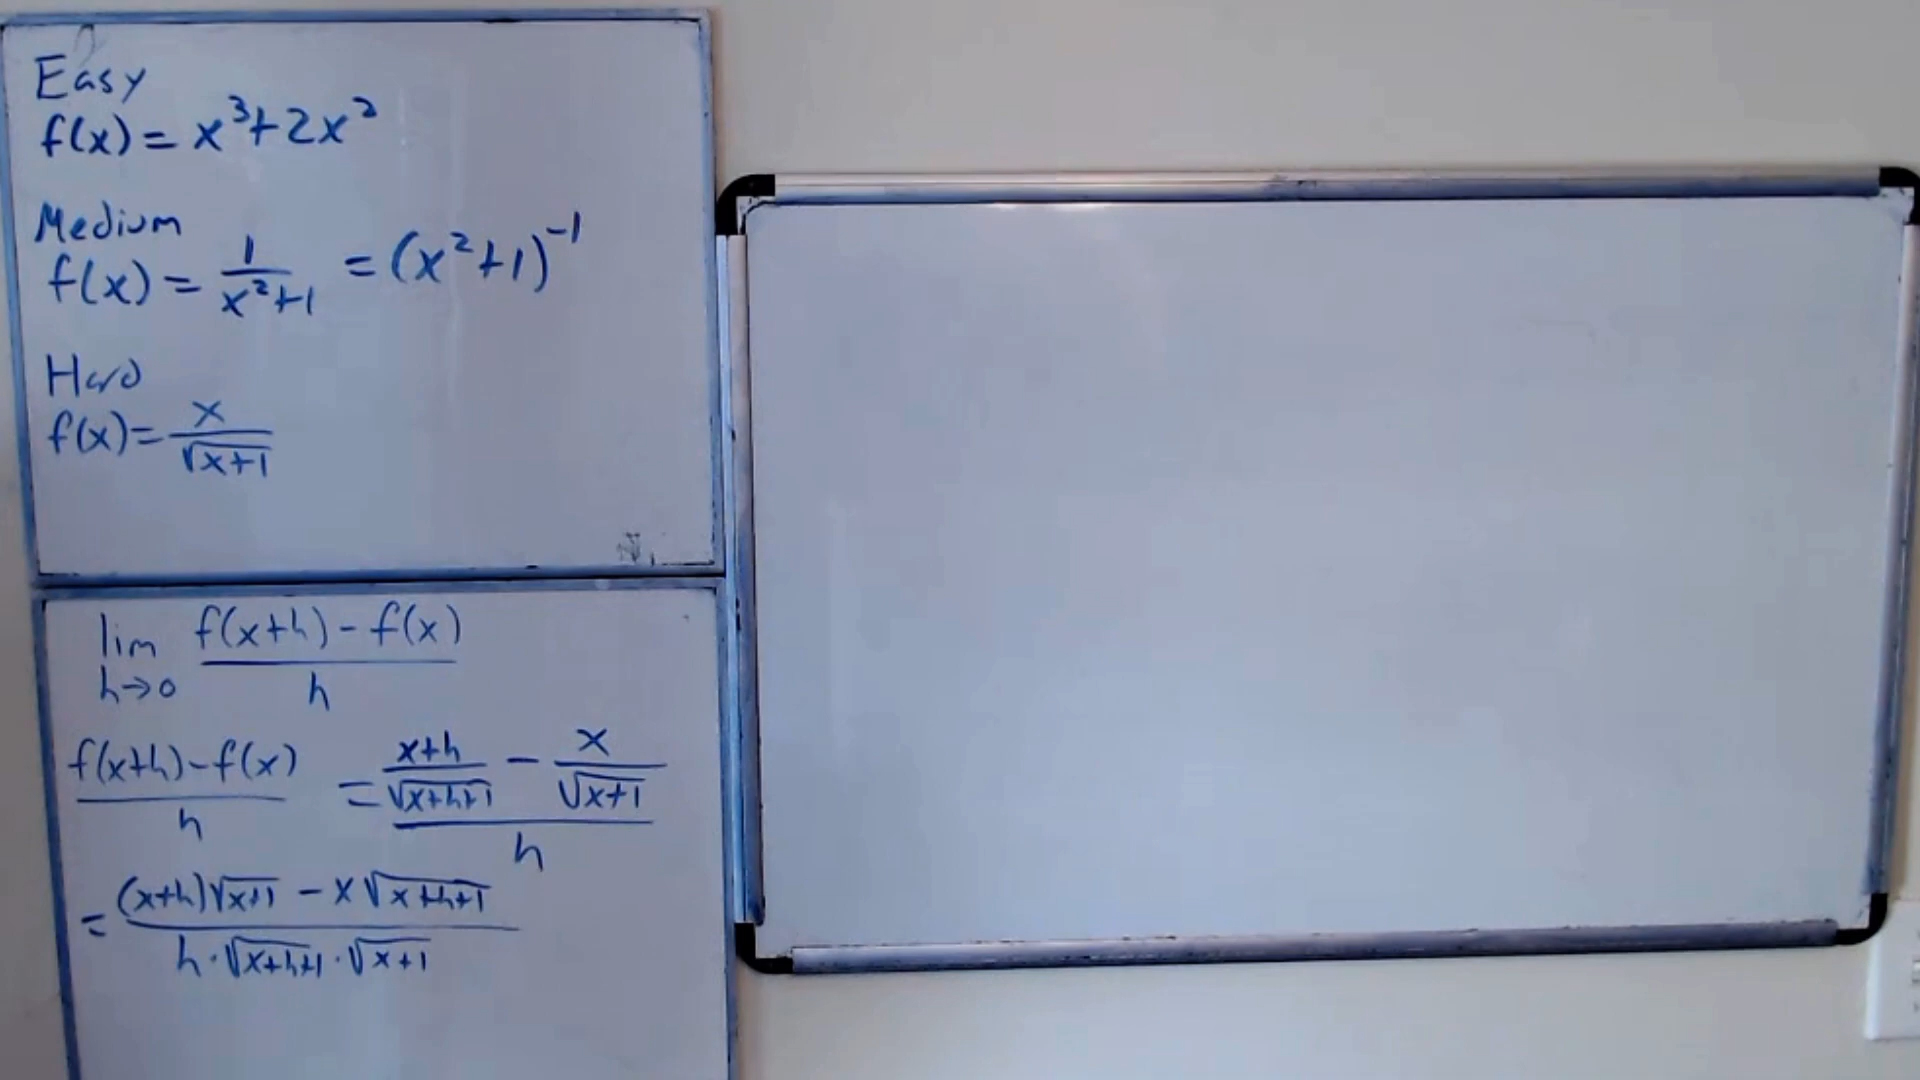 Easy
f(x) = x³+2x²
Medium
f(x) = 1/(x²+1) = (x²+1)⁻¹
Hard
f(x) = x/√(x+1)
lim h→0 (f(x+h) - f(x))/h
(f(x+h) - f(x))/h = ((x+h)/√(x+h+1) - x/√(x+1))/h
= ((x+h)√(x+1) - x√(x+h+1))/(h·√(x+h+1)·√(x+1))